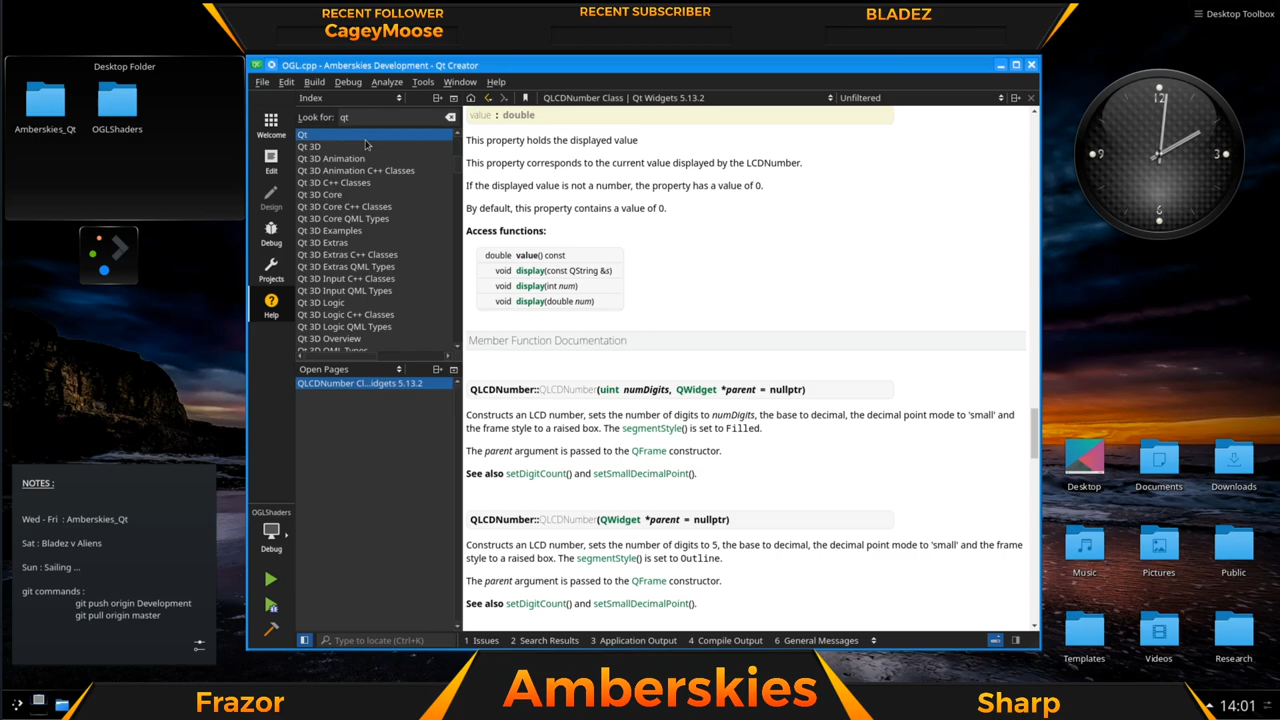 RECENT FOLLOWER
CageyMoose
RECENT SUBSCRIBER
BLADEZ
Desktop Toolbox
Desktop Folder
Amberskies_Qt
OGLShaders
OGL.cpp - Amberskies Development - Qt Creator
File Edit Build Debug Analyze Tools Window Help
Index
QLCDNumber Class | Qt Widgets 5.13.2
Unfiltered
Look for: qt
Welcome
Edit
Design
Debug
Projects
Help
Qt
Qt 3D
Qt 3D Animation
Qt 3D Animation C++ Classes
Qt 3D C++ Classes
Qt 3D Core
Qt 3D Core C++ Classes
Qt 3D Core QML Types
Qt 3D Examples
Qt 3D Extras
Qt 3D Extras C++ Classes
Qt 3D Extras QML Types
Qt 3D Input C++ Classes
Qt 3D Input QML Types
Qt 3D Logic
Qt 3D Logic C++ Classes
Qt 3D Logic QML Types
Qt 3D Overview
Qt 3D QML Types
Open Pages
QLCDNumber Cl...idgets 5.13.2
value : double
This property holds the displayed value
This property corresponds to the current value displayed by the LCDNumber.
If the displayed value is not a number, the property has a value of 0.
By default, this property contains a value of 0.
Access functions:
double value() const
void display(const QString &s)
void display(int num)
void display(double num)
Member Function Documentation
QLCDNumber::QLCDNumber(uint numDigits, QWidget *parent = nullptr)
Constructs an LCD number, sets the number of digits to numDigits, the base to decimal, the decimal point mode to 'small' and
the frame style to a raised box. The segmentStyle() is set to Filled.
The parent argument is passed to the QFrame constructor.
See also setDigitCount() and setSmallDecimalPoint().
QLCDNumber::QLCDNumber(QWidget *parent = nullptr)
Constructs an LCD number, sets the number of digits to 5, the base to decimal, the decimal point mode to 'small' and the frame
style to a raised box. The segmentStyle() is set to Outline.
The parent argument is passed to the QFrame constructor.
See also setDigitCount() and setSmallDecimalPoint().
OGLShaders
Debug
Type to locate (Ctrl+K)
1 Issues 2 Search Results 3 Application Output 4 Compile Output 6 General Messages
12
3
6
9
NOTES :
Wed - Fri : Amberskies_Qt
Sat : Bladez v Aliens
Sun : Sailing ...
git commands :
git push origin Development
git pull origin master
Desktop
Documents
Downloads
Music
Pictures
Public
Templates
Videos
Research
Frazor
Amberskies
Sharp
14:01